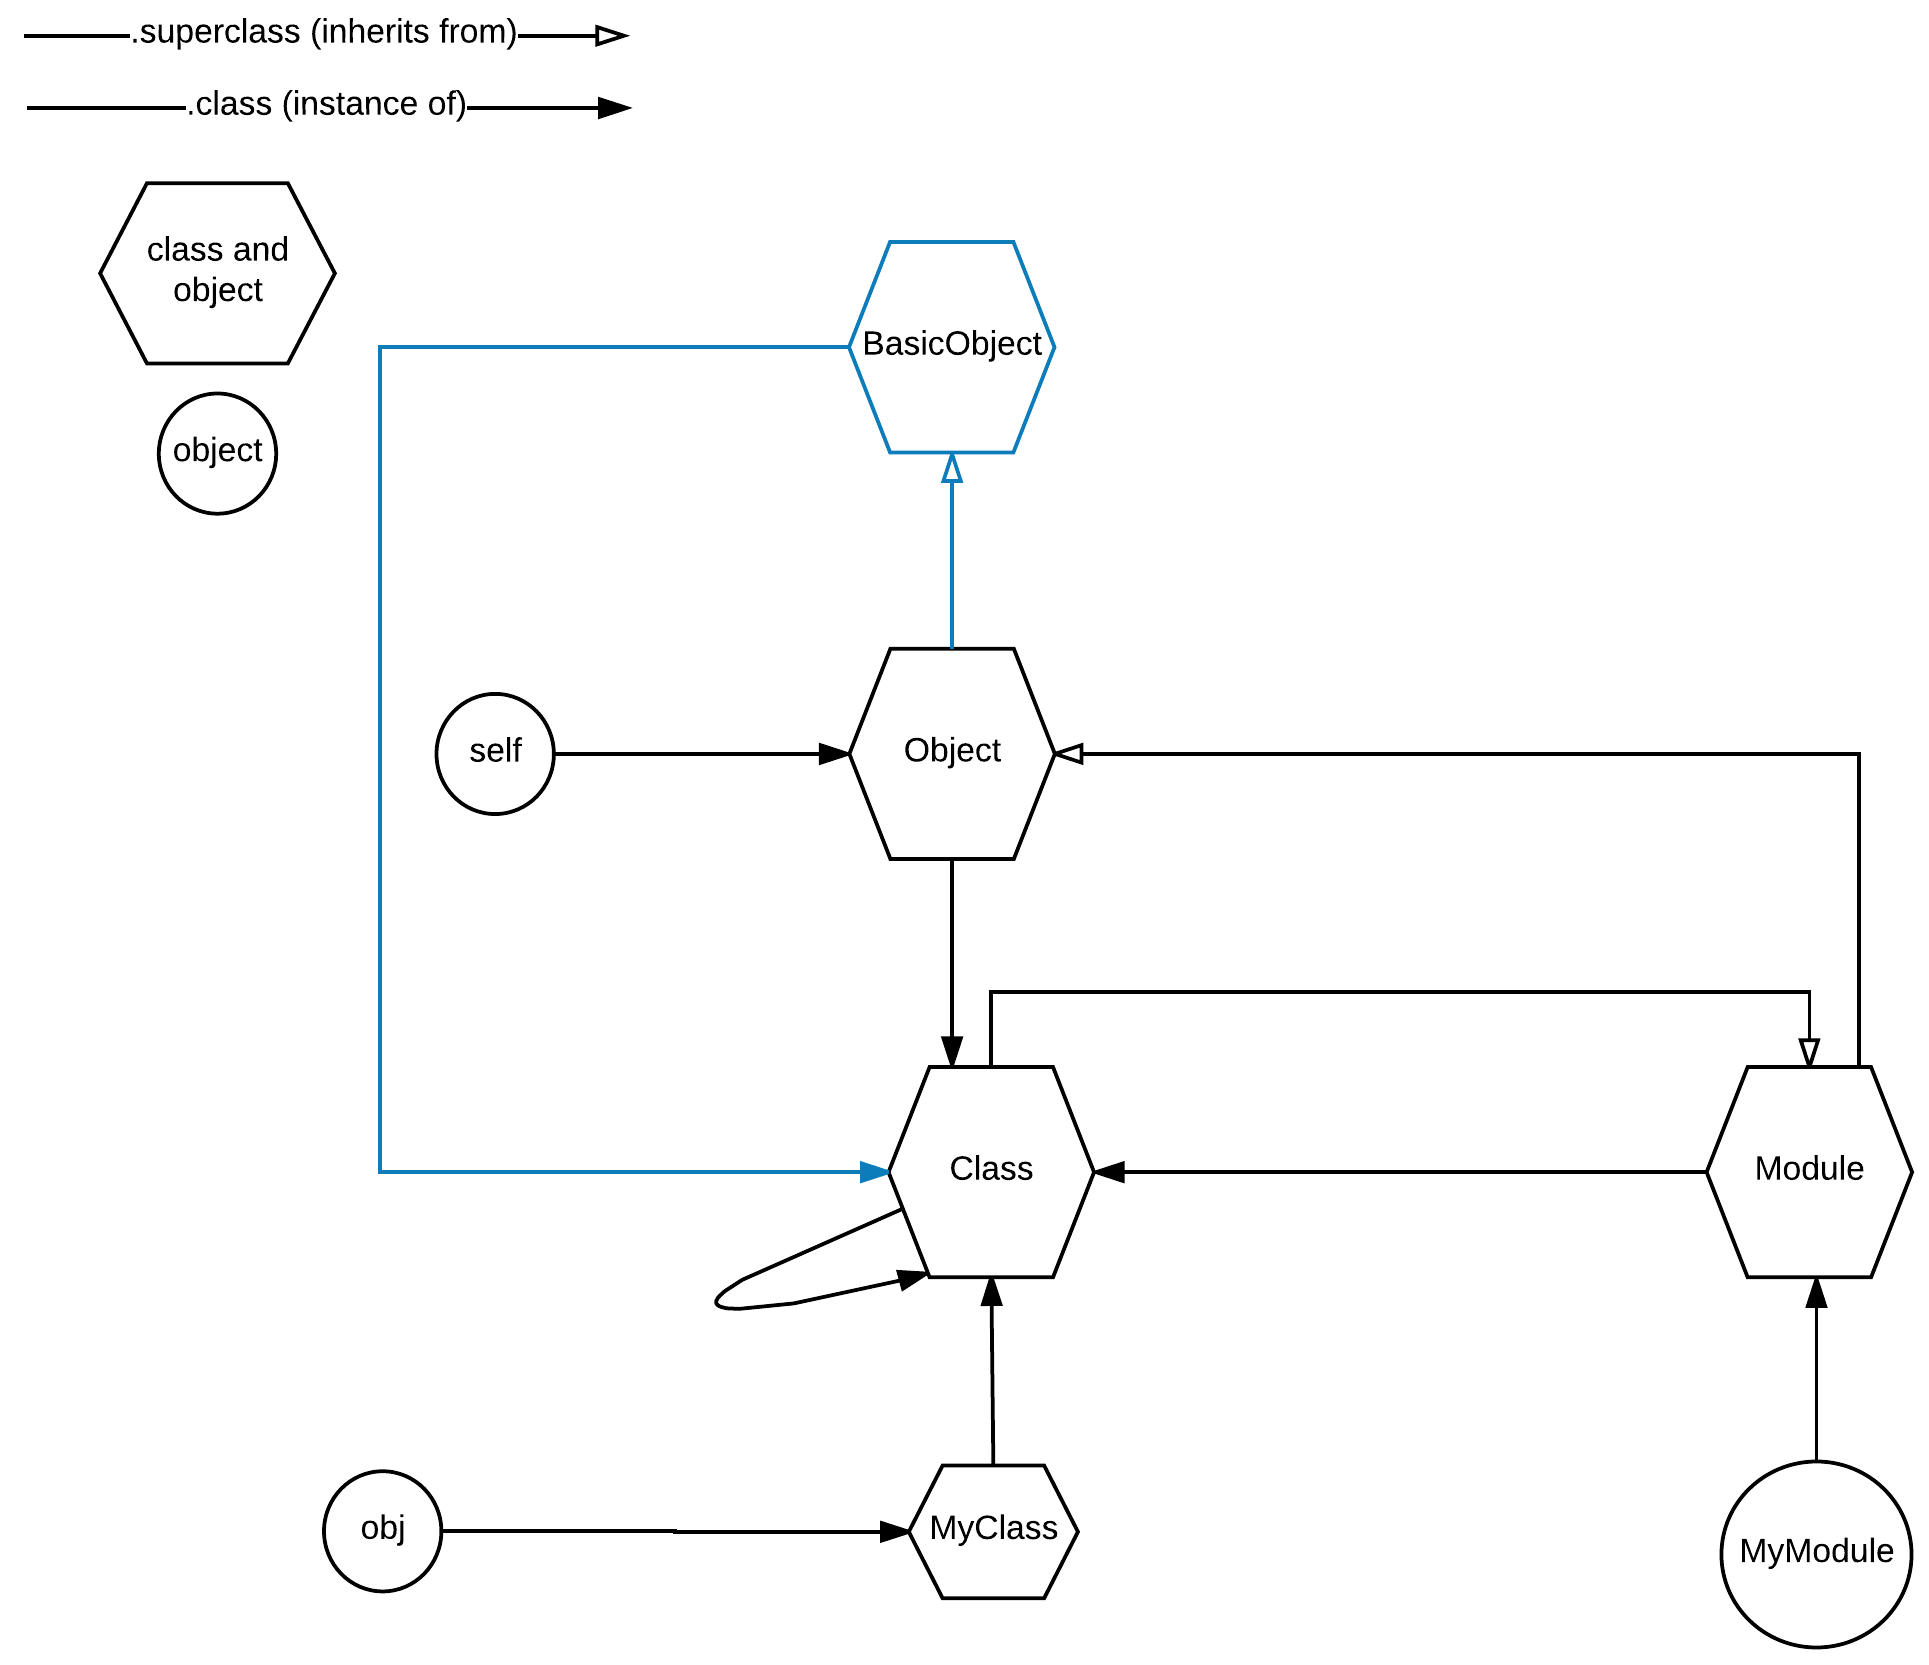 .superclass (inherits from)
.class (instance of)
class and
object
object
BasicObject
self
Object
Class
Module
obj
MyClass
MyModule